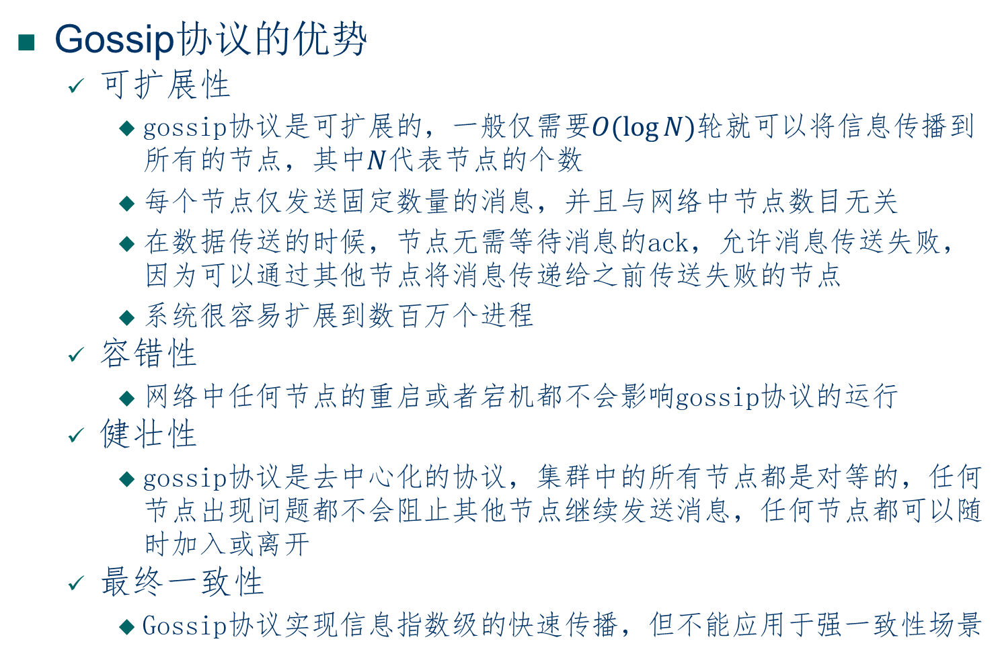 Gossip协议的优势
可扩展性
gossip协议是可扩展的，一般仅需要O(log N)轮就可以将信息传播到
所有的节点，其中N代表节点的个数
每个节点仅发送固定数量的消息，并且与网络中节点数目无关
在数据传送的时候，节点无需等待消息的ack，允许消息传送失败，
因为可以通过其他节点将消息传递给之前传送失败的节点
系统很容易扩展到数百万个进程
容错性
网络中任何节点的重启或者宕机都不会影响gossip协议的运行
健壮性
gossip协议是去中心化的协议，集群中的所有节点都是对等的，任何
节点出现问题都不会阻止其他节点继续发送消息，任何节点都可以随
时加入或离开
最终一致性
Gossip协议实现信息指数级的快速传播，但不能应用于强一致性场景